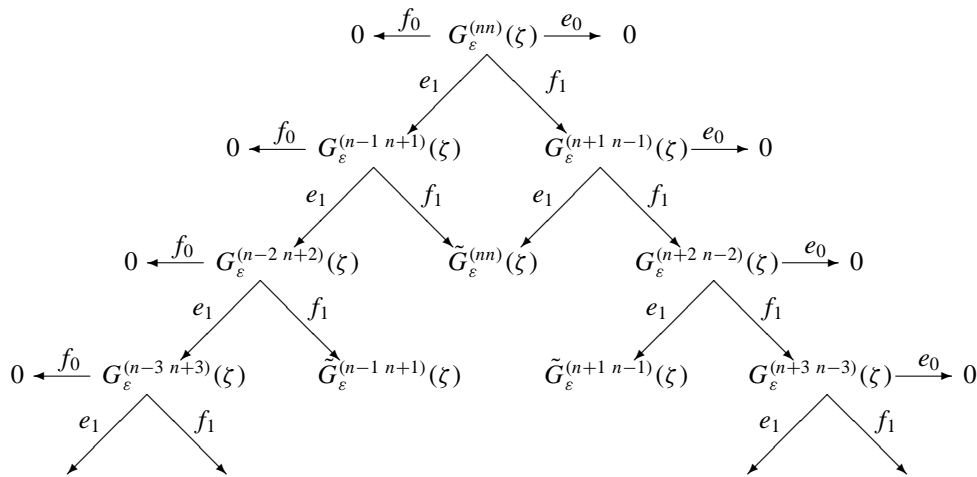 0 f₀ G_ε^{(nn)}(ζ) e₀ 0
e₁ f₁
0 f₀ G_ε^{(n−1 n+1)}(ζ) G_ε^{(n+1 n−1)}(ζ) e₀ 0
e₁ f₁ e₁ f₁
0 f₀ G_ε^{(n−2 n+2)}(ζ) G̃_ε^{(nn)}(ζ) G_ε^{(n+2 n−2)}(ζ) e₀ 0
e₁ f₁ e₁ f₁
0 f₀ G_ε^{(n−3 n+3)}(ζ) G̃_ε^{(n−1 n+1)}(ζ) G̃_ε^{(n+1 n−1)}(ζ) G_ε^{(n+3 n−3)}(ζ) e₀ 0
e₁ f₁ e₁ f₁